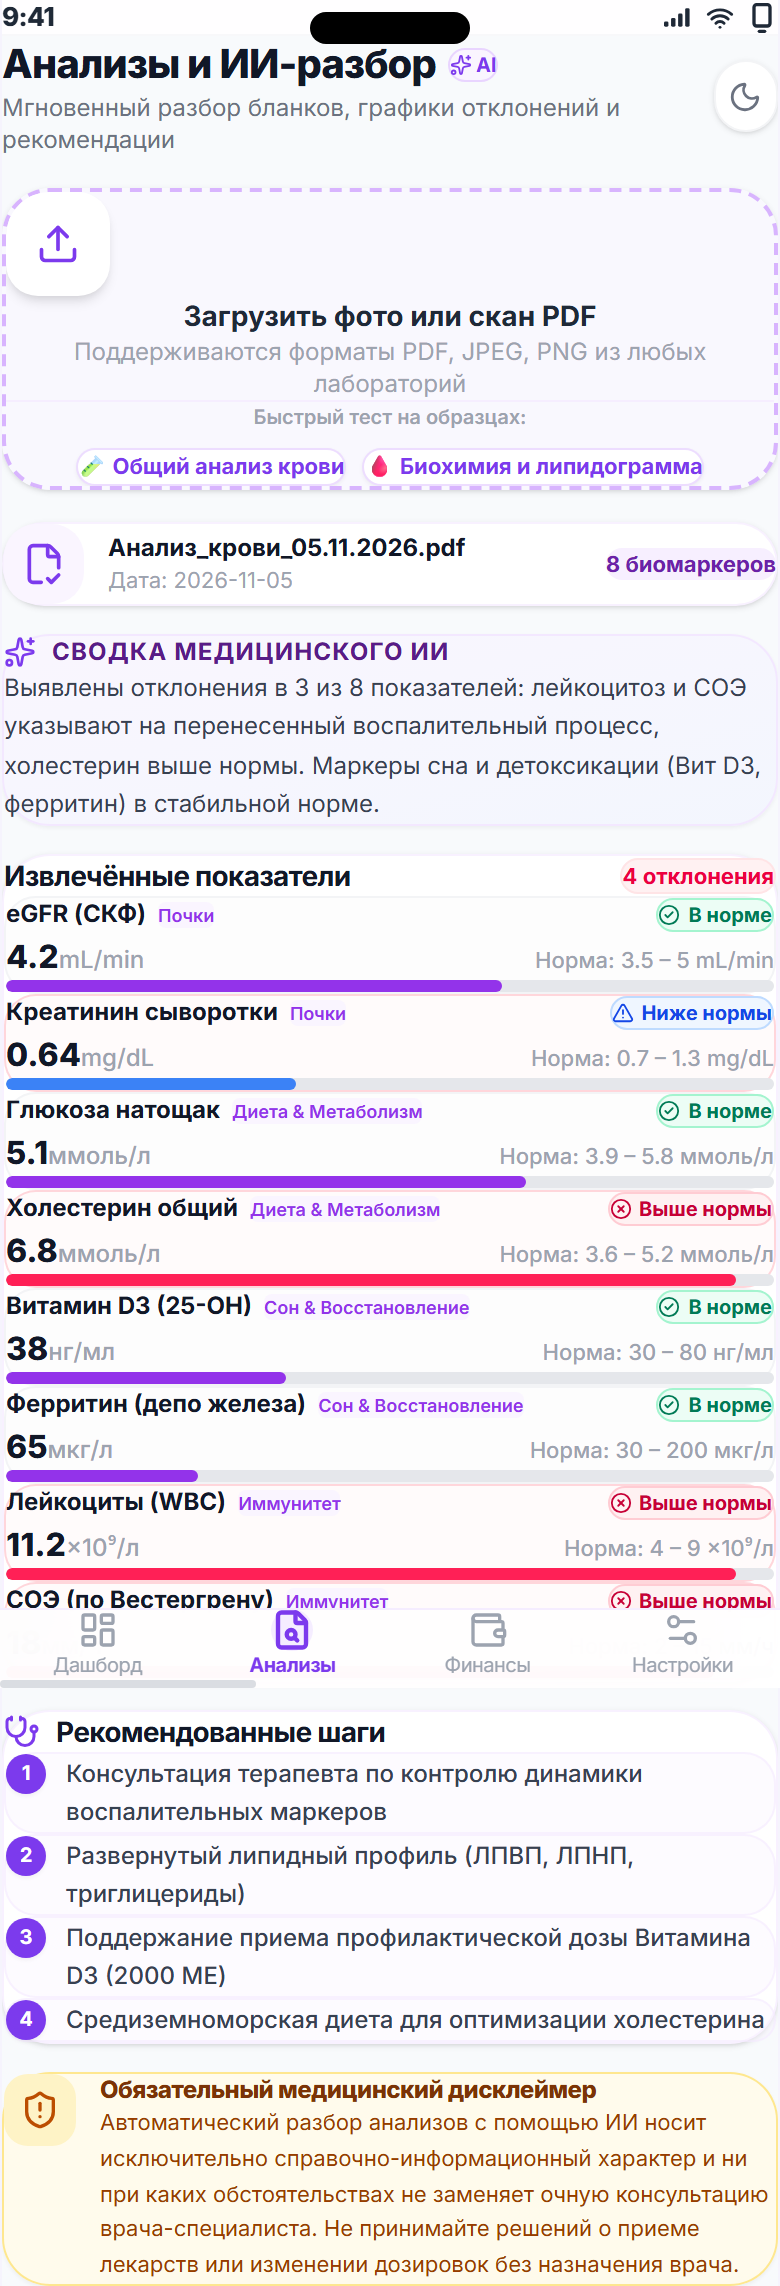 9:41
Анализы и ИИ-разбор AI
Мгновенный разбор бланков, графики отклонений и
рекомендации
Загрузить фото или скан PDF
Поддерживаются форматы PDF, JPEG, PNG из любых
лабораторий
Быстрый тест на образцах:
Общий анализ крови Биохимия и липидограмма
Анализ_крови_05.11.2026.pdf
Дата: 2026-11-05
8 биомаркеров
СВОДКА МЕДИЦИНСКОГО ИИ
Выявлены отклонения в 3 из 8 показателей: лейкоцитоз и СОЭ
указывают на перенесенный воспалительный процесс,
холестерин выше нормы. Маркеры сна и детоксикации (Вит D3,
ферритин) в стабильной норме.
Извлечённые показатели 4 отклонения
eGFR (СКФ) Почки В норме
4.2 mL/min Норма: 3.5 – 5 mL/min
Креатинин сыворотки Почки Ниже нормы
0.64 mg/dL Норма: 0.7 – 1.3 mg/dL
Глюкоза натощак Диета & Метаболизм В норме
5.1 ммоль/л Норма: 3.9 – 5.8 ммоль/л
Холестерин общий Диета & Метаболизм Выше нормы
6.8 ммоль/л Норма: 3.6 – 5.2 ммоль/л
Витамин D3 (25-OH) Сон & Восстановление В норме
38 нг/мл Норма: 30 – 80 нг/мл
Ферритин (депо железа) Сон & Восстановление В норме
65 мкг/л Норма: 30 – 200 мкг/л
Лейкоциты (WBC) Иммунитет Выше нормы
11.2 ×10⁹/л Норма: 4 – 9 ×10⁹/л
СОЭ (по Вестергрену) Иммунитет Выше нормы
Дашборд Анализы Финансы Настройки
Рекомендованные шаги
1 Консультация терапевта по контролю динамики
воспалительных маркеров
2 Развернутый липидный профиль (ЛПВП, ЛПНП,
триглицериды)
3 Поддержание приема профилактической дозы Витамина
D3 (2000 МЕ)
4 Средиземноморская диета для оптимизации холестерина
Обязательный медицинский дисклеймер
Автоматический разбор анализов с помощью ИИ носит
исключительно справочно-информационный характер и ни
при каких обстоятельствах не заменяет очную консультацию
врача-специалиста. Не принимайте решений о приеме
лекарств или изменении дозировок без назначения врача.